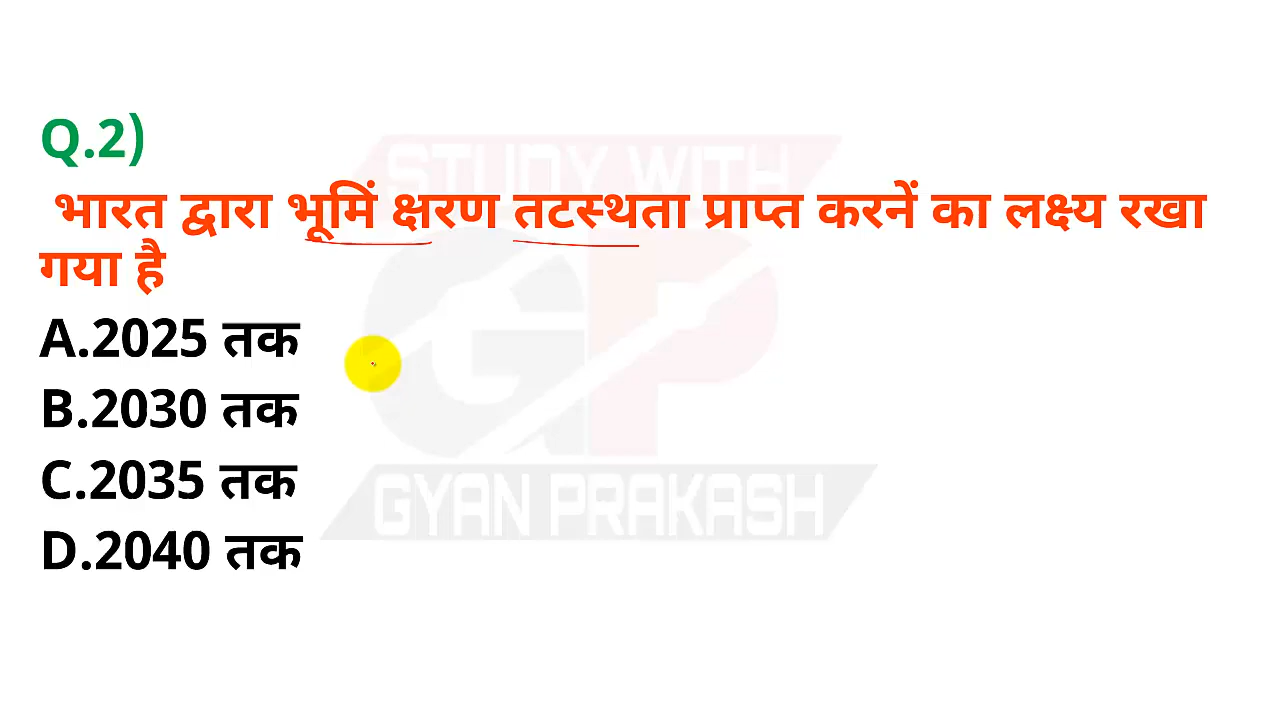 STUDY WITH
Q.2)
भारत द्वारा भूमिं क्षरण तटस्थता प्राप्त करनें का लक्ष्य रखा
गया है
A.2025 तक
GP
B.2030 तक
C.2035 तक
GYAN PRAKASH
D.2040 तक